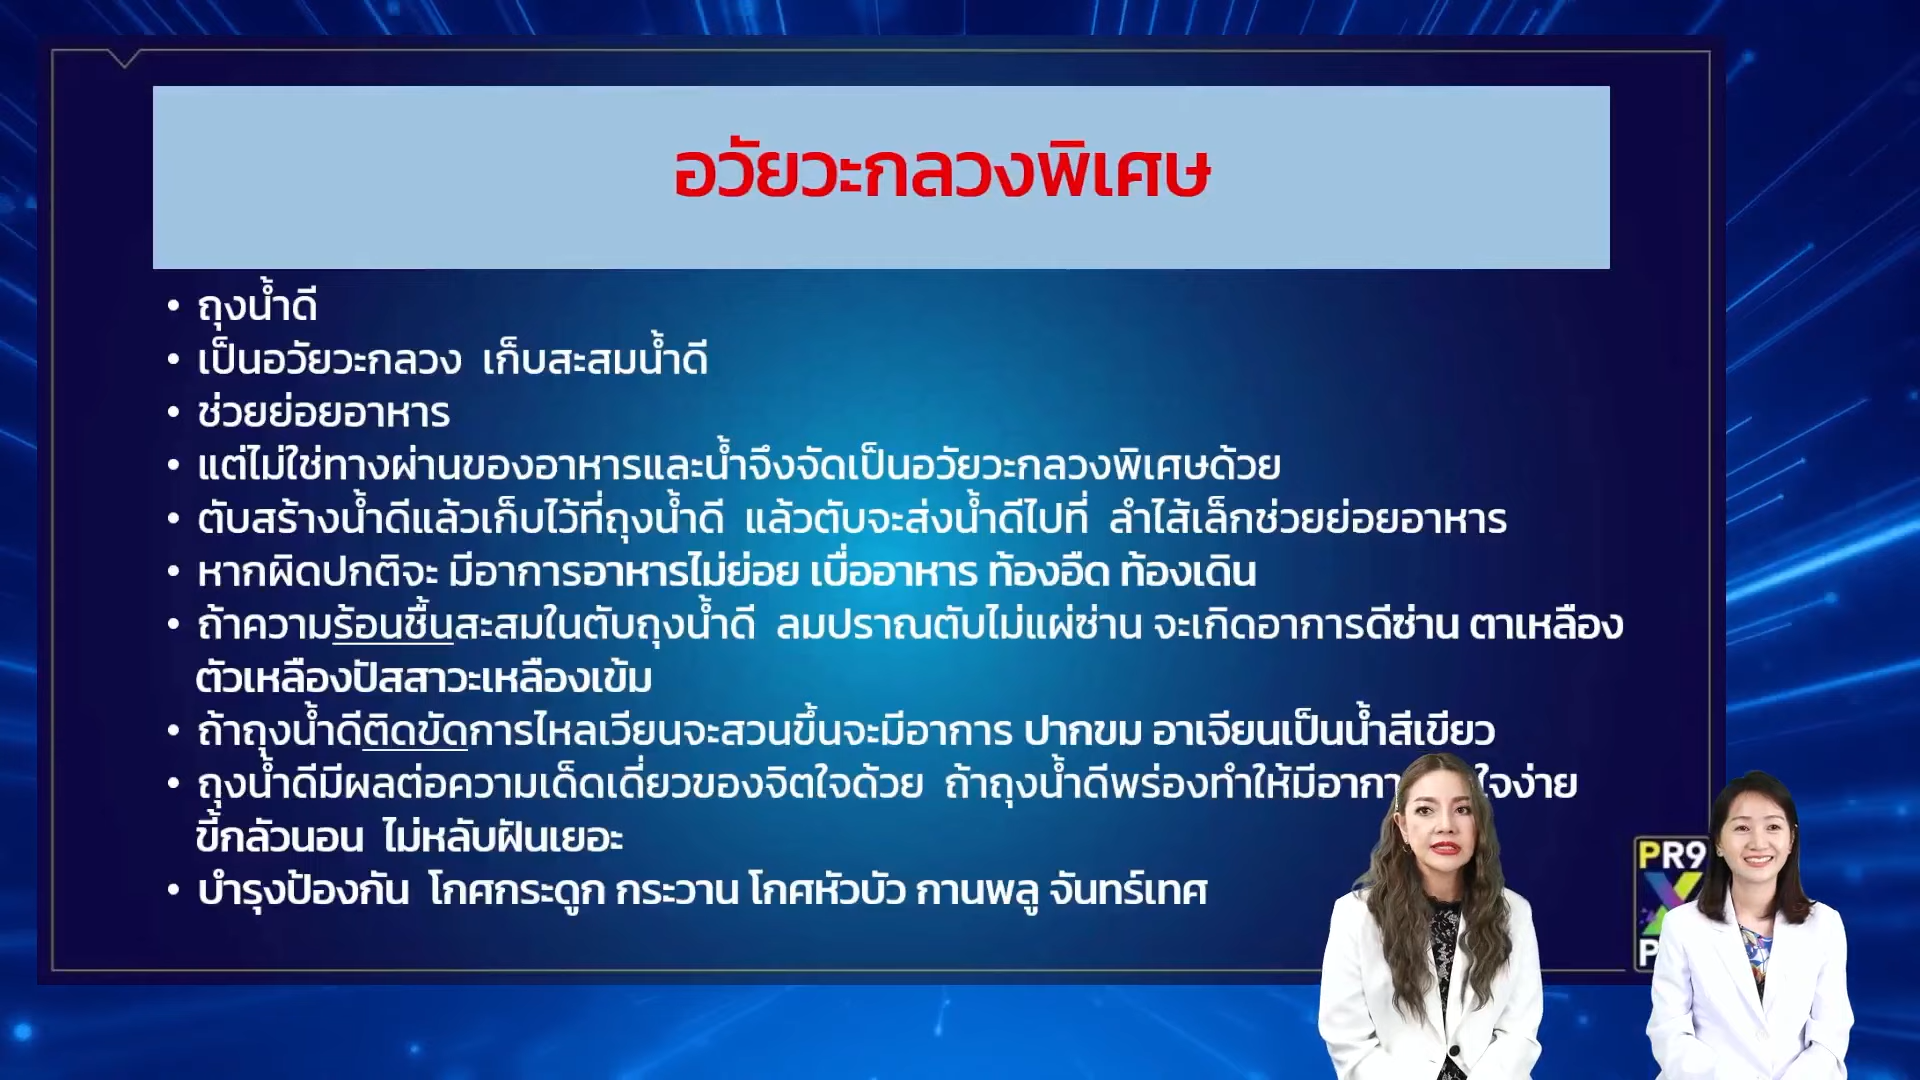 อวัยวะกลวงพิเศษ
• ถุงน้ำดี
• เป็นอวัยวะกลวง เก็บสะสมน้ำดี
• ช่วยย่อยอาหาร
• แต่ไม่ใช่ทางผ่านของอาหารและน้ำจึงจัดเป็นอวัยวะกลวงพิเศษด้วย
• ตับสร้างน้ำดีแล้วเก็บไว้ที่ถุงน้ำดี แล้วตับจะส่งน้ำดีไปที่ ลำไส้เล็กช่วยย่อยอาหาร
• หากผิดปกติจะ มีอาการอาหารไม่ย่อย เบื่ออาหาร ท้องอืด ท้องเดิน
• ถ้าความร้อนชื้นสะสมในตับถุงน้ำดี ลมปราณตับไม่แผ่ซ่าน จะเกิดอาการดีซ่าน ตาเหลือง
ตัวเหลืองปัสสาวะเหลืองเข้ม
• ถ้าถุงน้ำดีติดขัดการไหลเวียนจะสวนขึ้นจะมีอาการ ปากขม อาเจียนเป็นน้ำสีเขียว
• ถุงน้ำดีมีผลต่อความเด็ดเดี่ยวของจิตใจด้วย ถ้าถุงน้ำดีพร่องทำให้มีอากา ใจง่าย
ขี้กลัวนอน ไม่หลับฝันเยอะ
• บำรุงป้องกัน โกศกระดูก กระวาน โกศหัวบัว กานพลู จันทร์เทศ
PR9